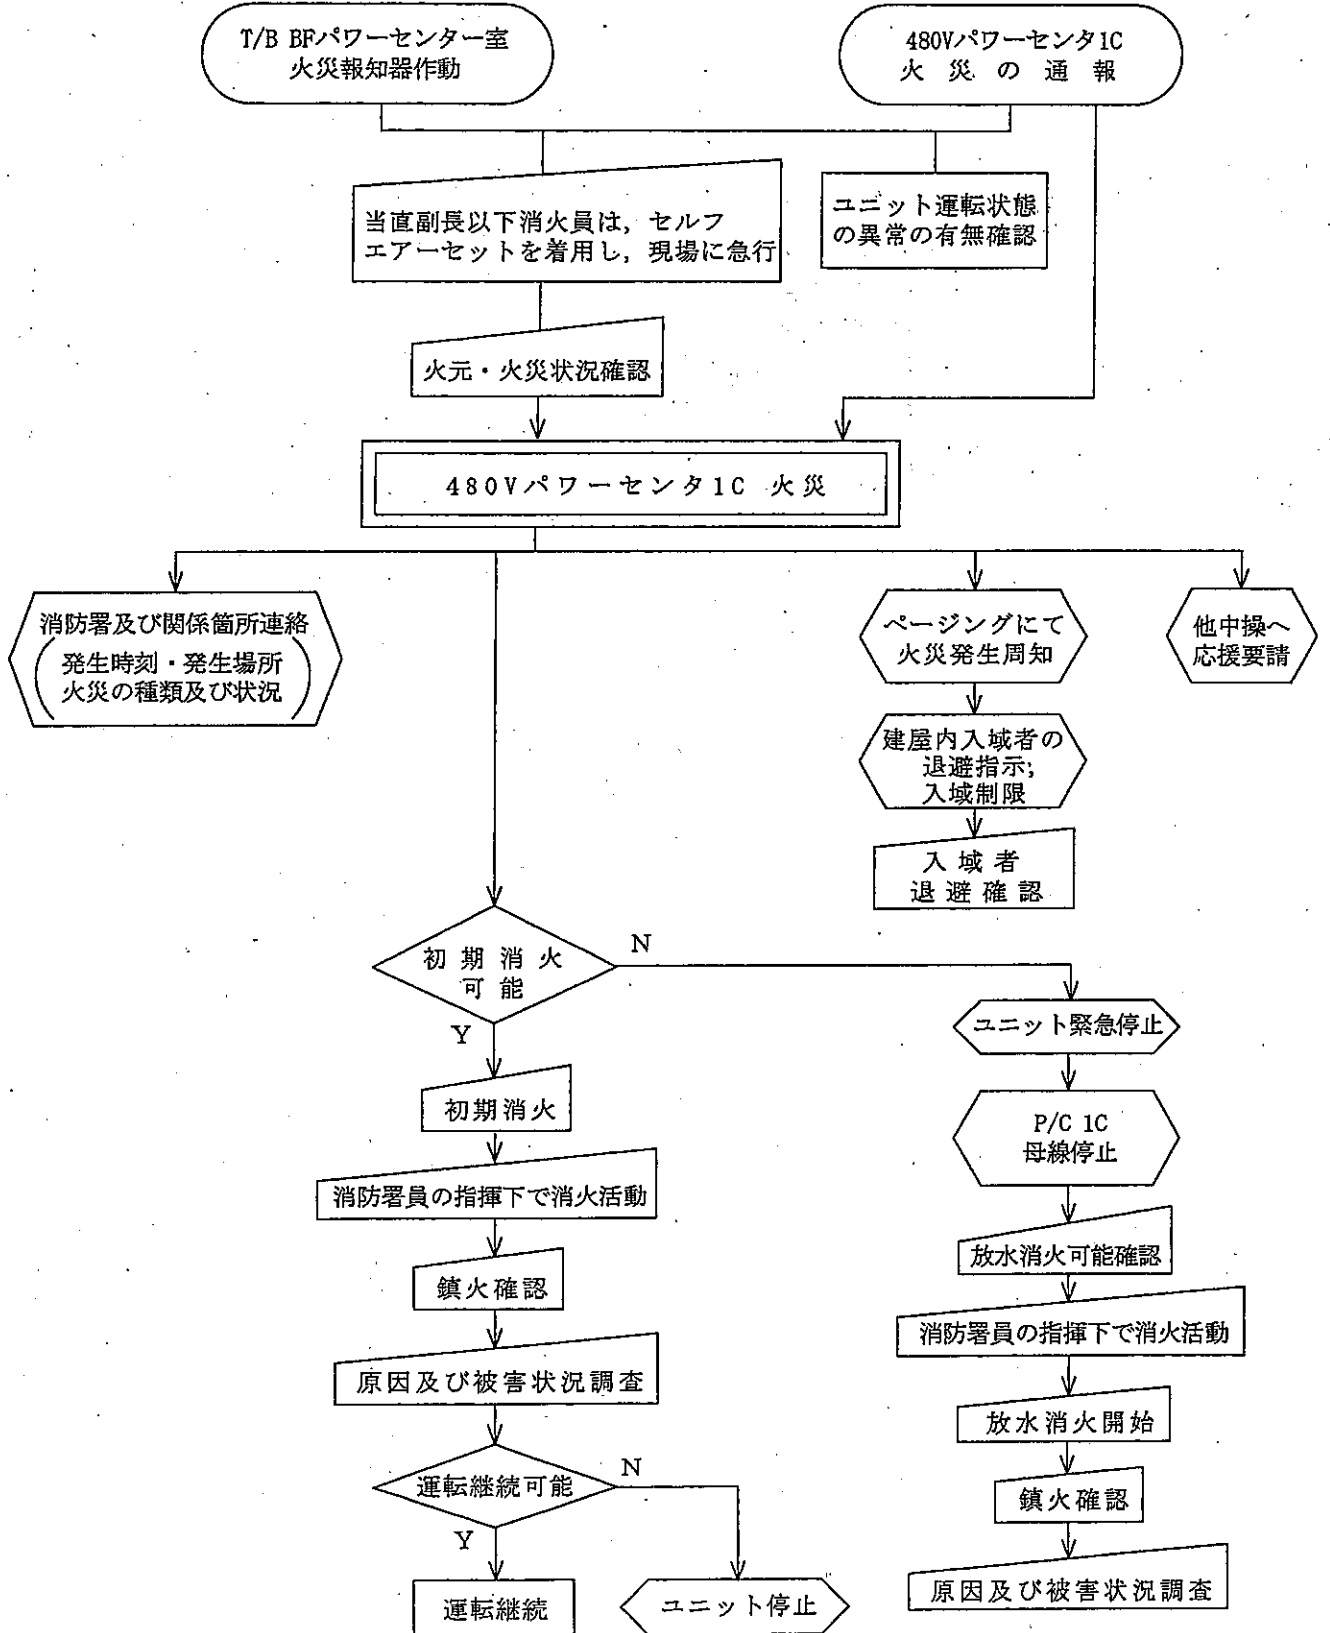 T/B BFパワーセンター室
火災報知器作動
480Vパワーセンタ1C
火災の通報
当直副長以下消火員は，セルフ
エアーセットを着用し，現場に急行
ユニット運転状態
の異常の有無確認
火元・火災状況確認
480Vパワーセンタ1C 火災
消防署及び関係箇所連絡
発生時刻・発生場所
火災の種類及び状況
ページングにて
火災発生周知
他中操へ
応援要請
建屋内入域者の
退避指示;
入域制限
入域者
退避確認
初期消火
可能
N
Y
ユニット緊急停止
初期消火
P/C 1C
母線停止
消防署員の指揮下で消火活動
放水消火可能確認
鎮火確認
消防署員の指揮下で消火活動
原因及び被害状況調査
放水消火開始
運転継続可能
N
Y
鎮火確認
原因及び被害状況調査
運転継続
ユニット停止